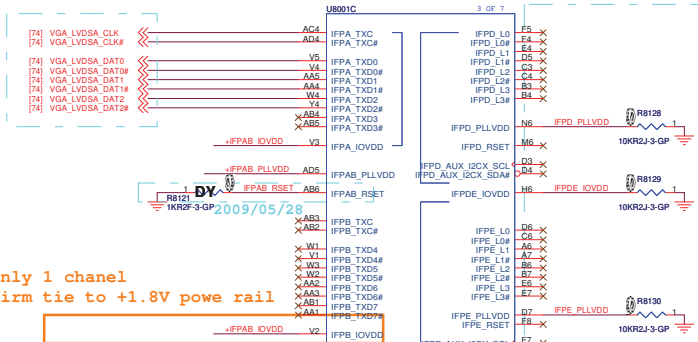 U8001C
3 OF 7
[74] VGA_LVDSA_CLK
[74] VGA_LVDSA_CLK#
[74] VGA_LVDSA_DAT0
[74] VGA_LVDSA_DAT0#
[74] VGA_LVDSA_DAT1
[74] VGA_LVDSA_DAT1#
[74] VGA_LVDSA_DAT2
[74] VGA_LVDSA_DAT2#
AC4 IFPA_TXC
AD4 IFPA_TXC#
V5 IFPA_TXD0
V4 IFPA_TXD0#
AA5 IFPA_TXD1
AA4 IFPA_TXD1#
W4 IFPA_TXD2
Y4 IFPA_TXD2#
AB4 IFPA_TXD3
AB5 IFPA_TXD3#
+IFPAB_IOVDD V3 IFPA_IOVDD
+IFPAB_PLLVDD AD5 IFPAB_PLLVDD
R8121 1 DY IFPAB_RSET AB6 IFPAB_RSET
1KR2F-3-GP
2009/05/28
AB3 IFPB_TXC
AB2 IFPB_TXC#
W1 IFPB_TXD4
V1 IFPB_TXD4#
W3 IFPB_TXD5
W2 IFPB_TXD5#
AA2 IFPB_TXD6
AA3 IFPB_TXD6#
AB1 IFPB_TXD7
AA1 IFPB_TXD7#
+IFPAB_IOVDD V2 IFPB_IOVDD
nly 1 chanel
irm tie to +1.8V powe rail
IFPD_L0 F5
IFPD_L0# F4
IFPD_L1 E4
IFPD_L1# D5
IFPD_L2 C3
IFPD_L2# C4
IFPD_L3 B3
IFPD_L3# B4
IFPD_PLLVDD N6 IFPD_PLLVDD R8128 1
10KR2J-3-GP
IFPD_RSET M6
IFPD_AUX_I2CX_SCL D3
IFPD_AUX_I2CX_SDA# D4
IFPDE_IOVDD H6 IFPDE_IOVDD R8129 1
10KR2J-3-GP
IFPE_L0 D6
IFPE_L0# C6
IFPE_L1 A6
IFPE_L1# A7
IFPE_L2 B6
IFPE_L2# B7
IFPE_L3 E6
IFPE_L3# E7
IFPE_PLLVDD D7 IFPE_PLLVDD R8130 1
10KR2J-3-GP
IFPE_RSET F8